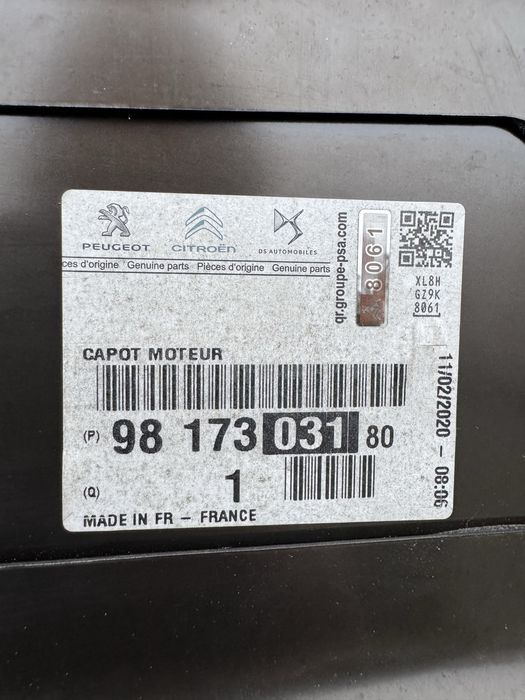 PEUGEOT CITROËN DS AUTOMOBILES
ces d'origine Genuine parts Pièces d'origine Genuine parts
qr.groupe-psa.com
8061
XL8H
GZ9K
8061
CAPOT MOTEUR
(P) 98 173 031 80
(Q) 1
MADE IN FR – FRANCE
11/02/2020 – 08:06